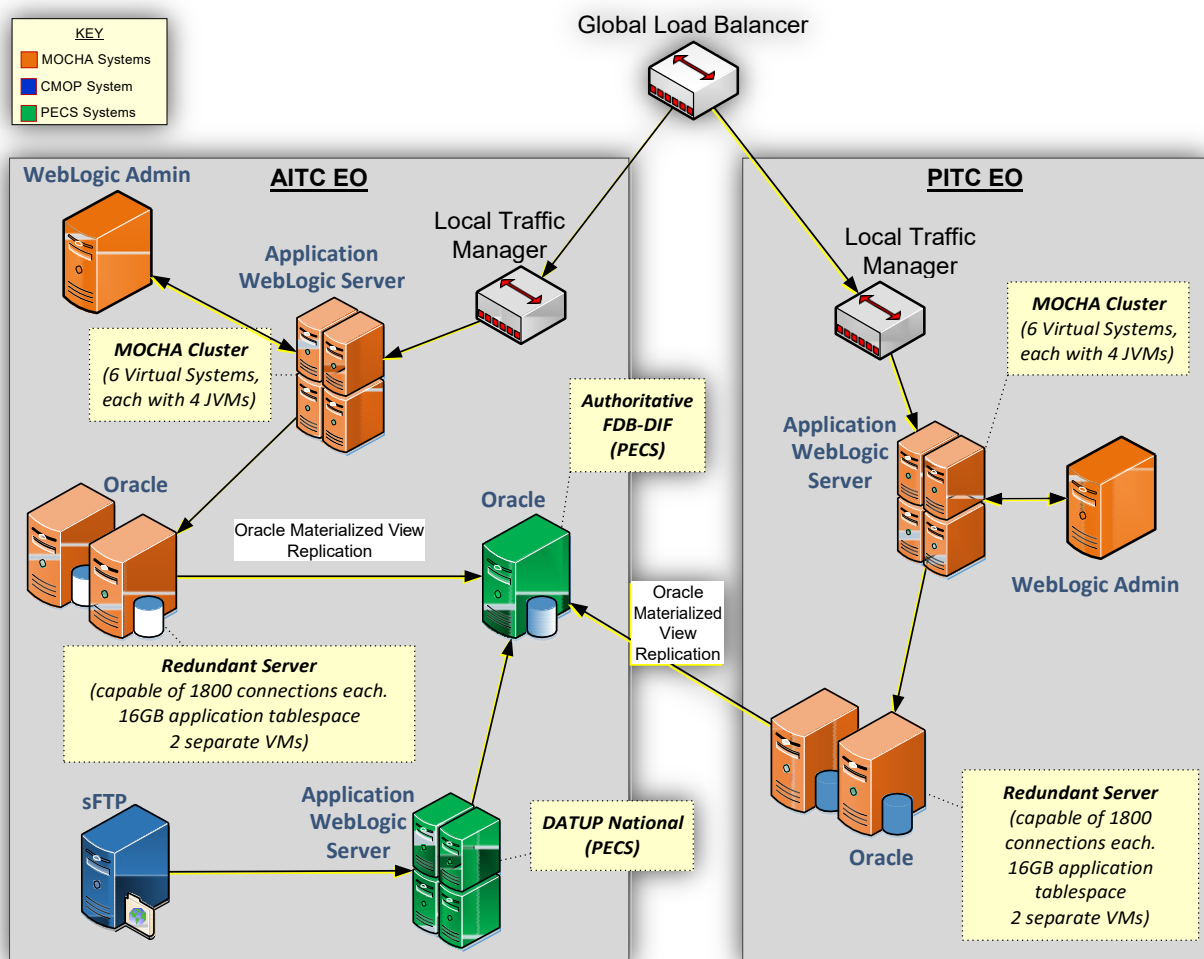 Global Load Balancer
KEY
MOCHA Systems
CMOP System
PECS Systems
AITC EO
WebLogic Admin
Local Traffic
Manager
Application
WebLogic Server
MOCHA Cluster
(6 Virtual Systems,
each with 4 JVMs)
Authoritative
FDB-DIF
(PECS)
Oracle
Oracle Materialized View
Replication
Oracle
Redundant Server
(capable of 1800 connections each.
16GB application tablespace
2 separate VMs)
sFTP
Application
WebLogic
Server
DATUP National
(PECS)
Oracle
Materialized
View
Replication
PITC EO
Local Traffic
Manager
MOCHA Cluster
(6 Virtual Systems,
each with 4 JVMs)
Application
WebLogic
Server
WebLogic Admin
Oracle
Redundant Server
(capable of 1800
connections each.
16GB application
tablespace
2 separate VMs)